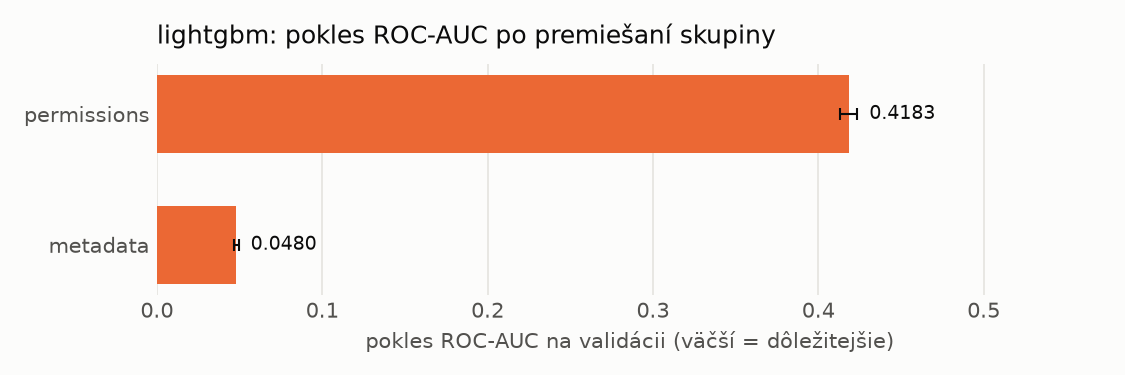 lightgbm: pokles ROC-AUC po premiešaní skupiny
permissions
0.4183
metadata
0.0480
0.0 0.1 0.2 0.3 0.4 0.5
pokles ROC-AUC na validácii (väčší = dôležitejšie)